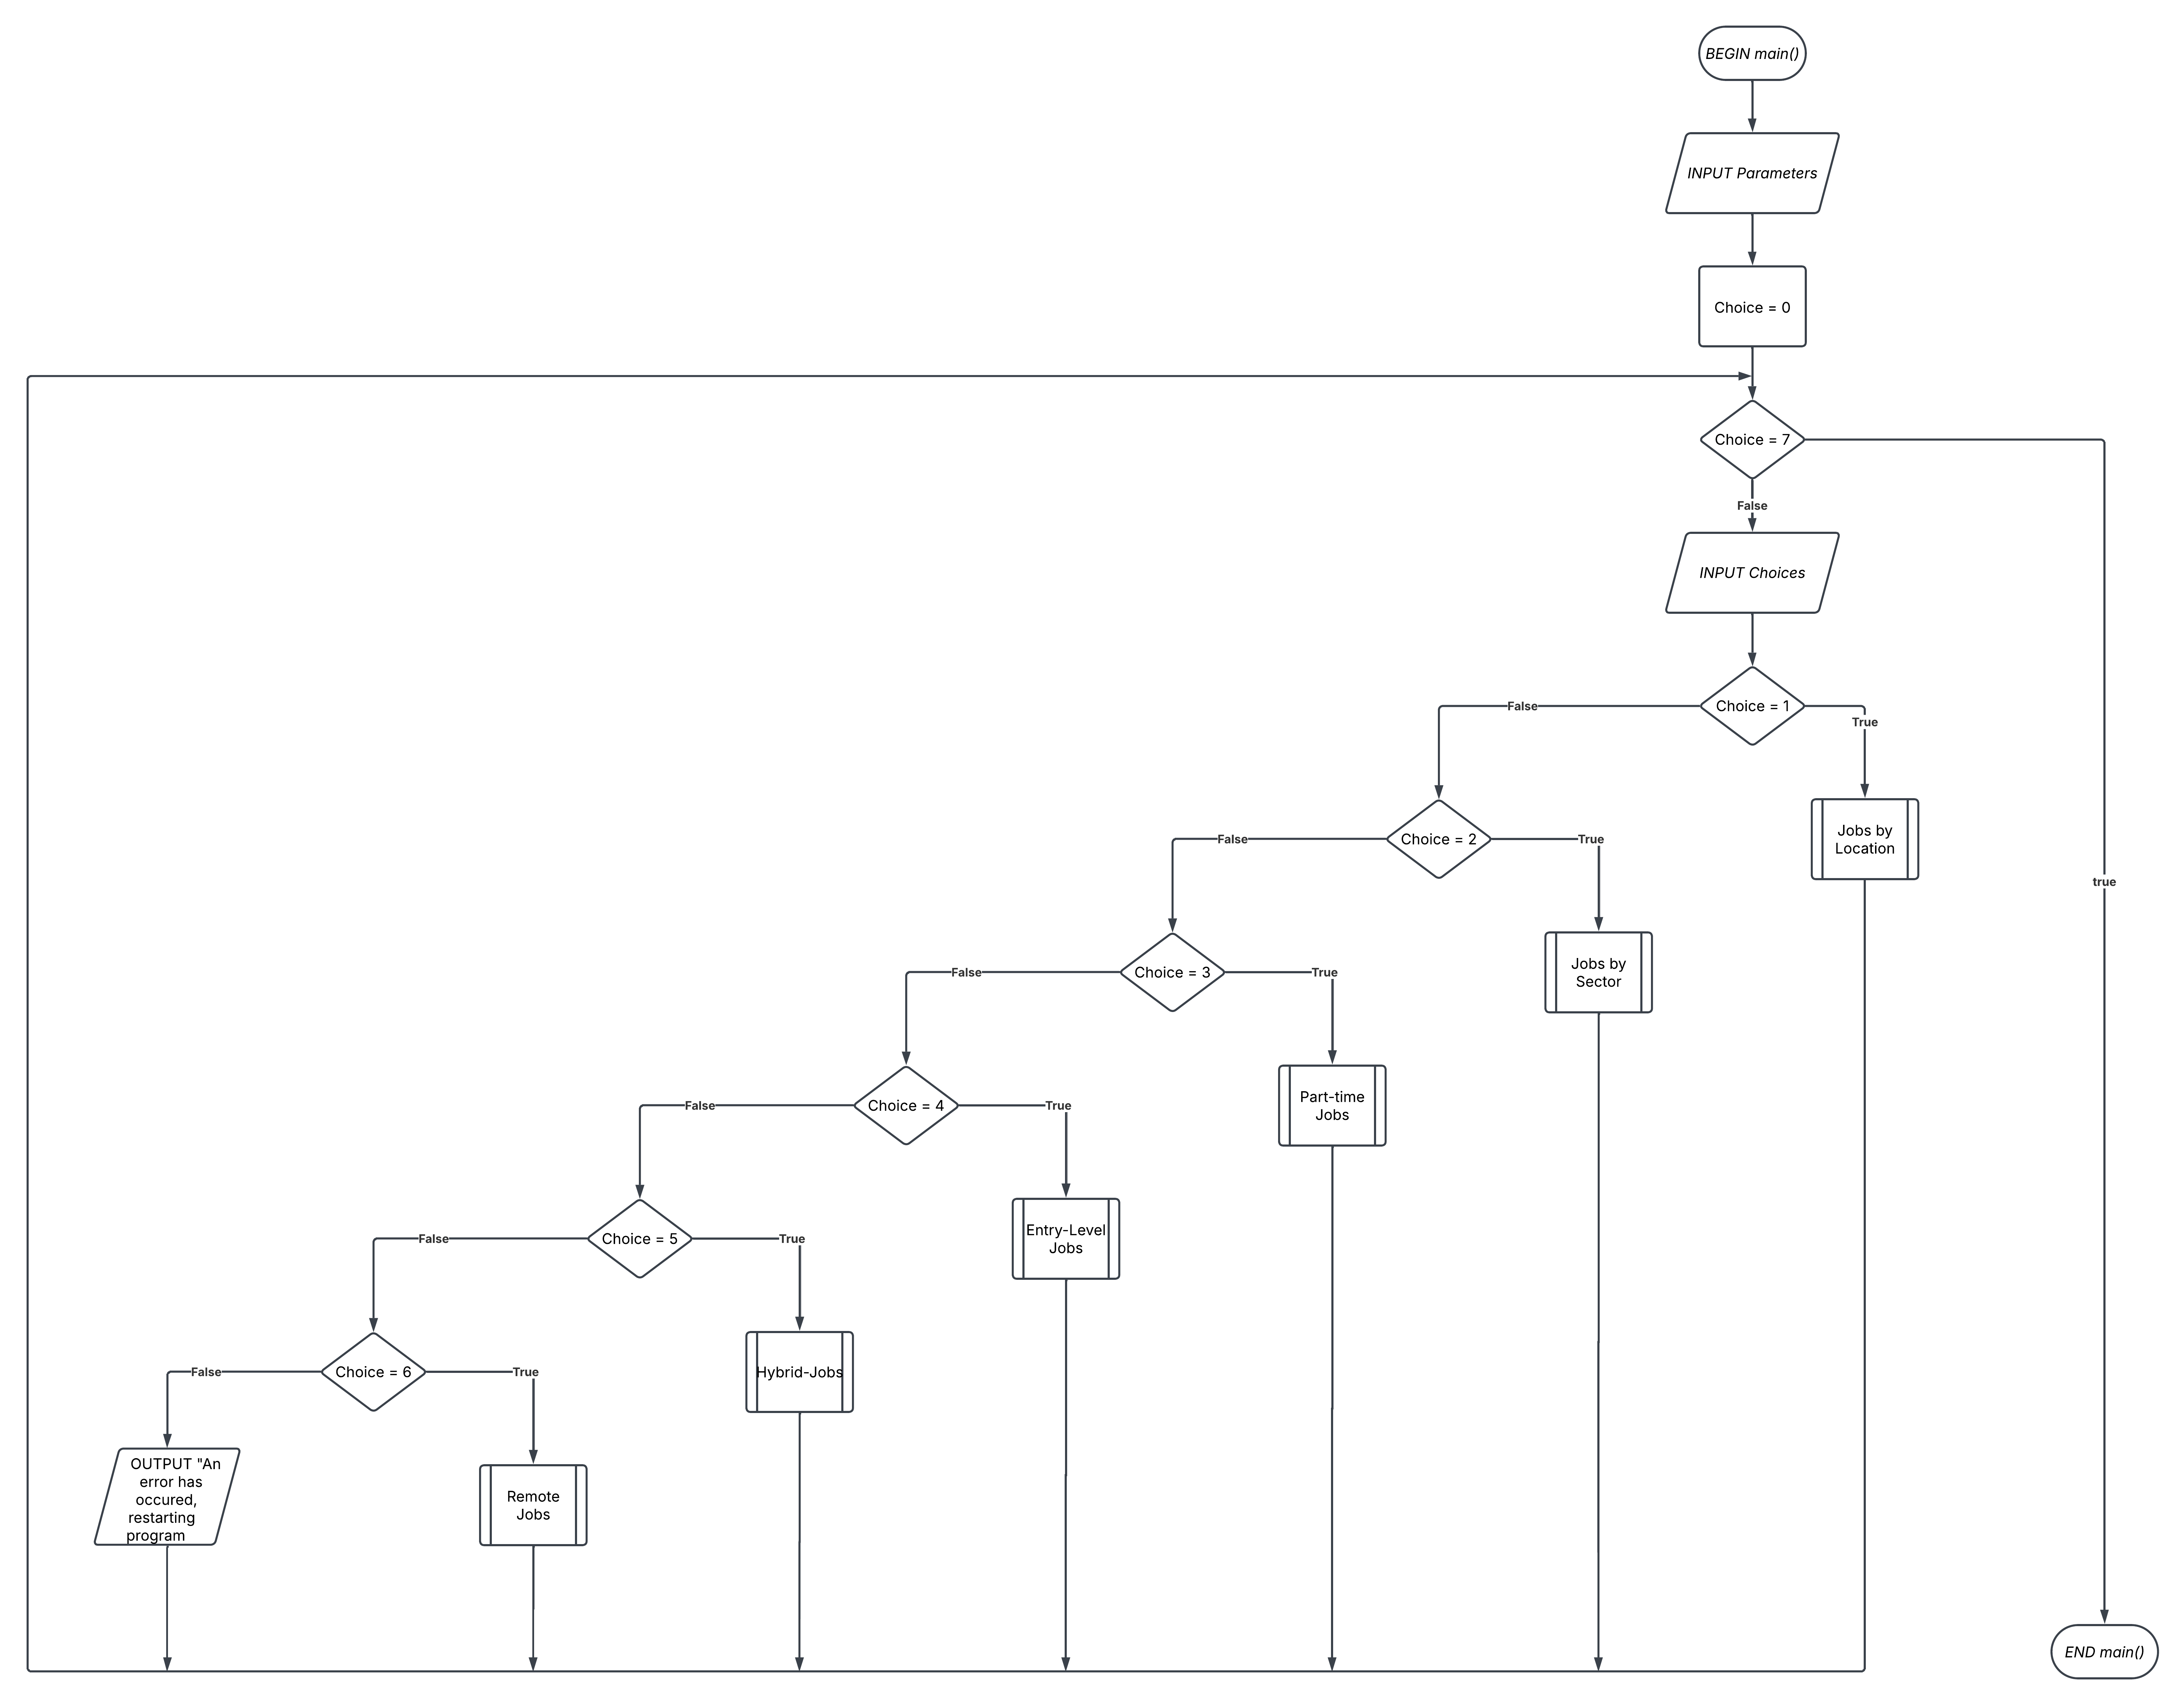 BEGIN main()
INPUT Parameters
Choice = 0
Choice = 7
False
INPUT Choices
Choice = 1
False
True
Choice = 2
False
True
Jobs by
Location
true
Choice = 3
False
True
Jobs by
Sector
Choice = 4
False
True
Part-time
Jobs
Choice = 5
False
True
Entry-Level
Jobs
Choice = 6
False
True
Hybrid-Jobs
OUTPUT "An
error has
occured,
restarting
program
Remote
Jobs
END main()